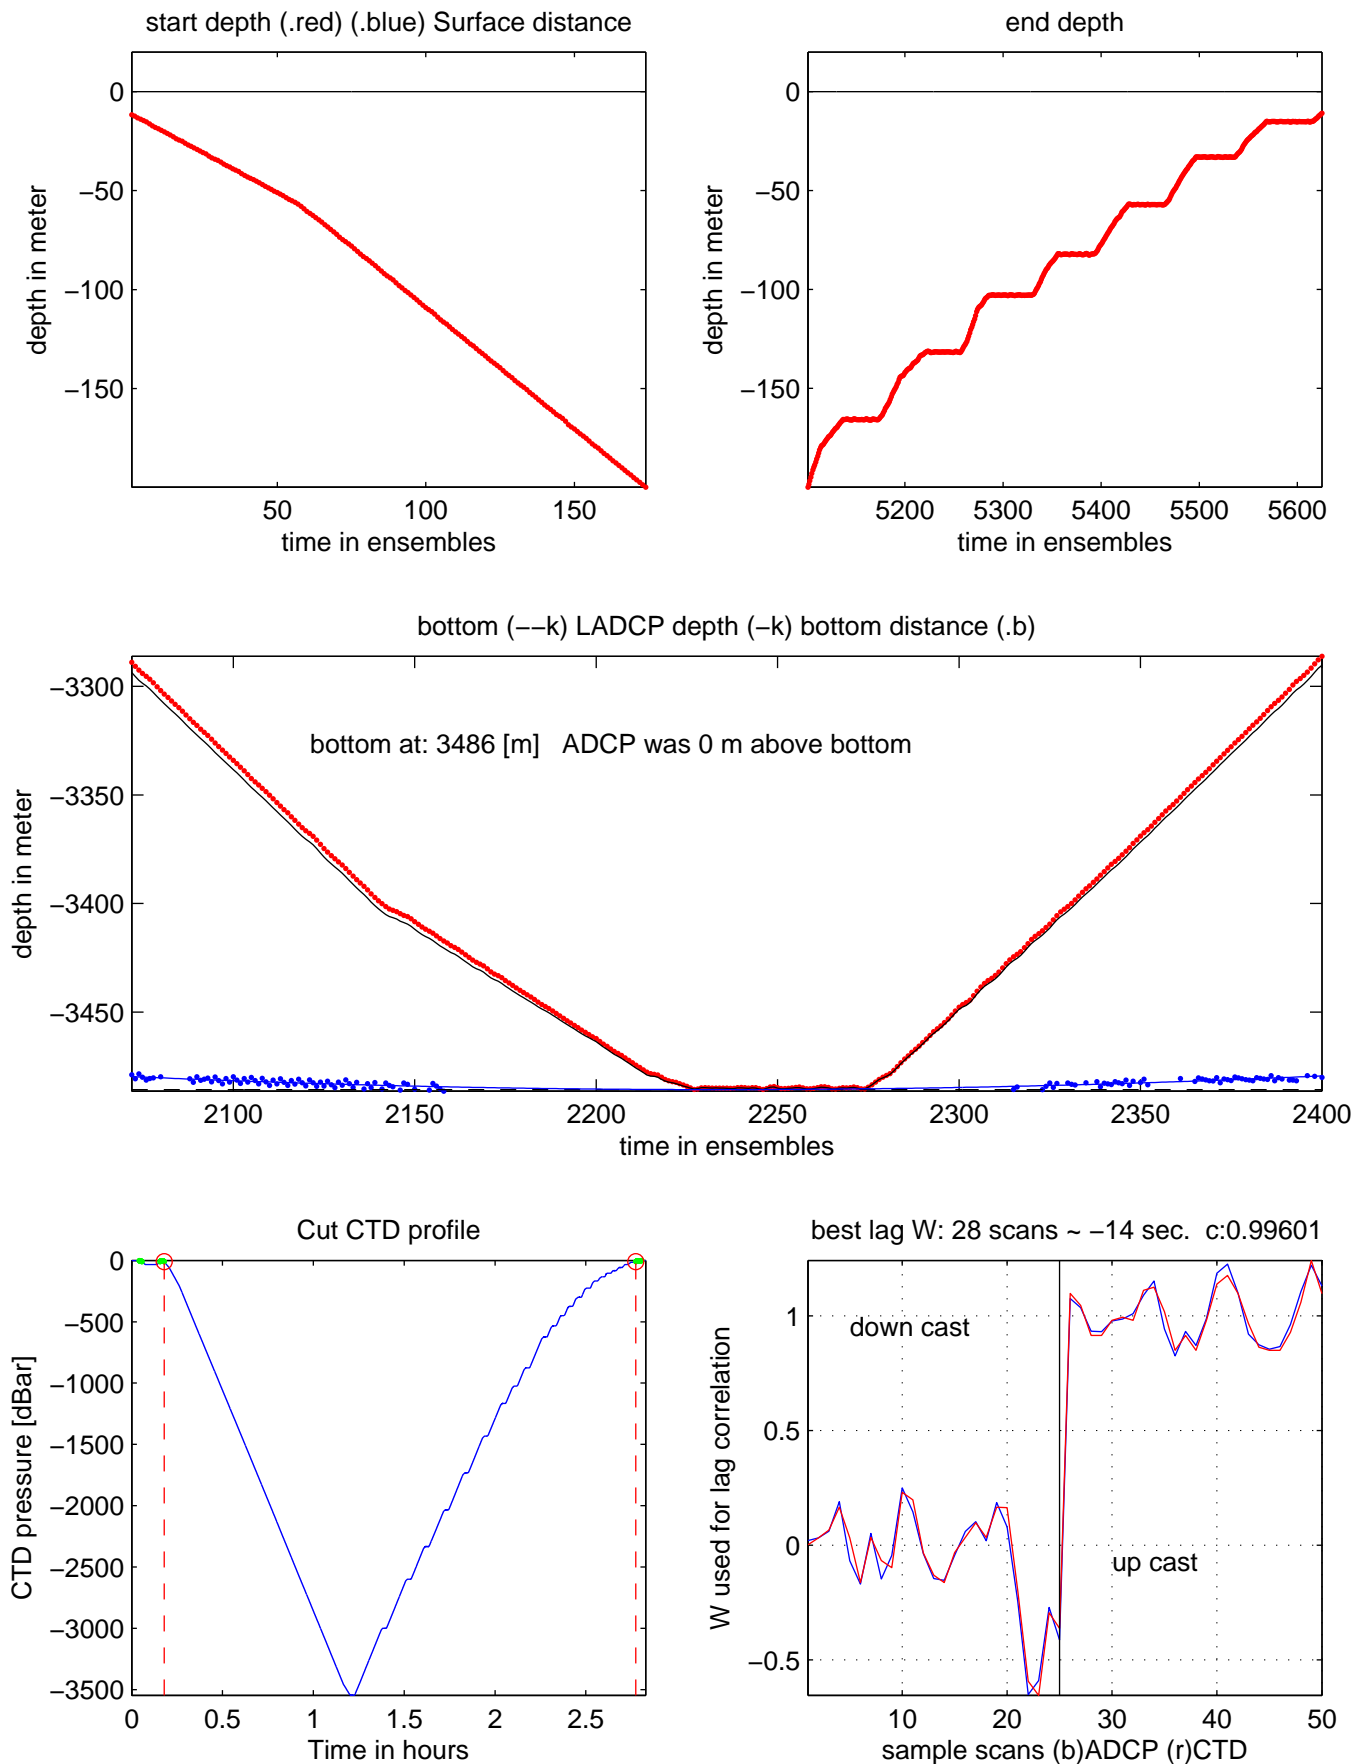 start depth (.red) (.blue) Surface distance
0
−50
−100
−150
depth in meter
50
100
150
time in ensembles
end depth
0
−50
−100
−150
depth in meter
5200
5300
5400
5500
5600
time in ensembles
bottom (−−k) LADCP depth (−k) bottom distance (.b)
−3300
−3350
−3400
−3450
depth in meter
bottom at: 3486 [m]   ADCP was 0 m above bottom
2100
2150
2200
2250
2300
2350
2400
time in ensembles
Cut CTD profile
0
−500
−1000
−1500
−2000
−2500
−3000
−3500
CTD pressure [dBar]
0
0.5
1
1.5
2
2.5
Time in hours
best lag W: 28 scans ~ −14 sec.  c:0.99601
1
0.5
0
−0.5
W used for lag correlation
down cast
up cast
10
20
30
40
50
sample scans (b)ADCP (r)CTD